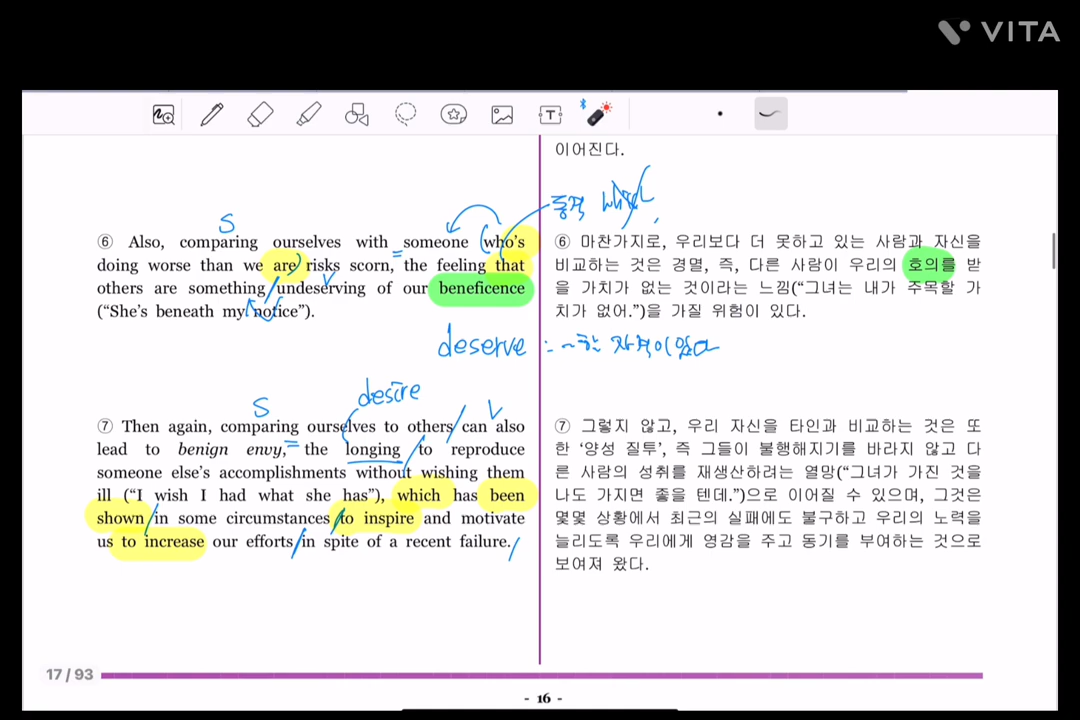 VITA
이어진다.
동격 which
S
⑥ Also, comparing ourselves with someone who's
doing worse than we are risks scorn, the feeling that
others are something undeserving of our beneficence
("She's beneath my notice").
⑥ 마찬가지로, 우리보다 더 못하고 있는 사람과 자신을
비교하는 것은 경멸, 즉, 다른 사람이 우리의 호의를 받
을 가치가 없는 것이라는 느낌("그녀는 내가 주목할 가
치가 없어.")을 가질 위험이 있다.
V
deserve : ~할 자격이 있다
desire
S
V
⑦ Then again, comparing ourselves to others can also
lead to benign envy, the longing to reproduce
someone else's accomplishments without wishing them
ill ("I wish I had what she has"), which has been
shown in some circumstances to inspire and motivate
us to increase our efforts in spite of a recent failure.
⑦ 그렇지 않고, 우리 자신을 타인과 비교하는 것은 또
한 '양성 질투', 즉 그들이 불행해지기를 바라지 않고 다
른 사람의 성취를 재생산하려는 열망("그녀가 가진 것을
나도 가지면 좋을 텐데.")으로 이어질 수 있으며, 그것은
몇몇 상황에서 최근의 실패에도 불구하고 우리의 노력을
늘리도록 우리에게 영감을 주고 동기를 부여하는 것으로
보여져 왔다.
17 / 93
- 16 -